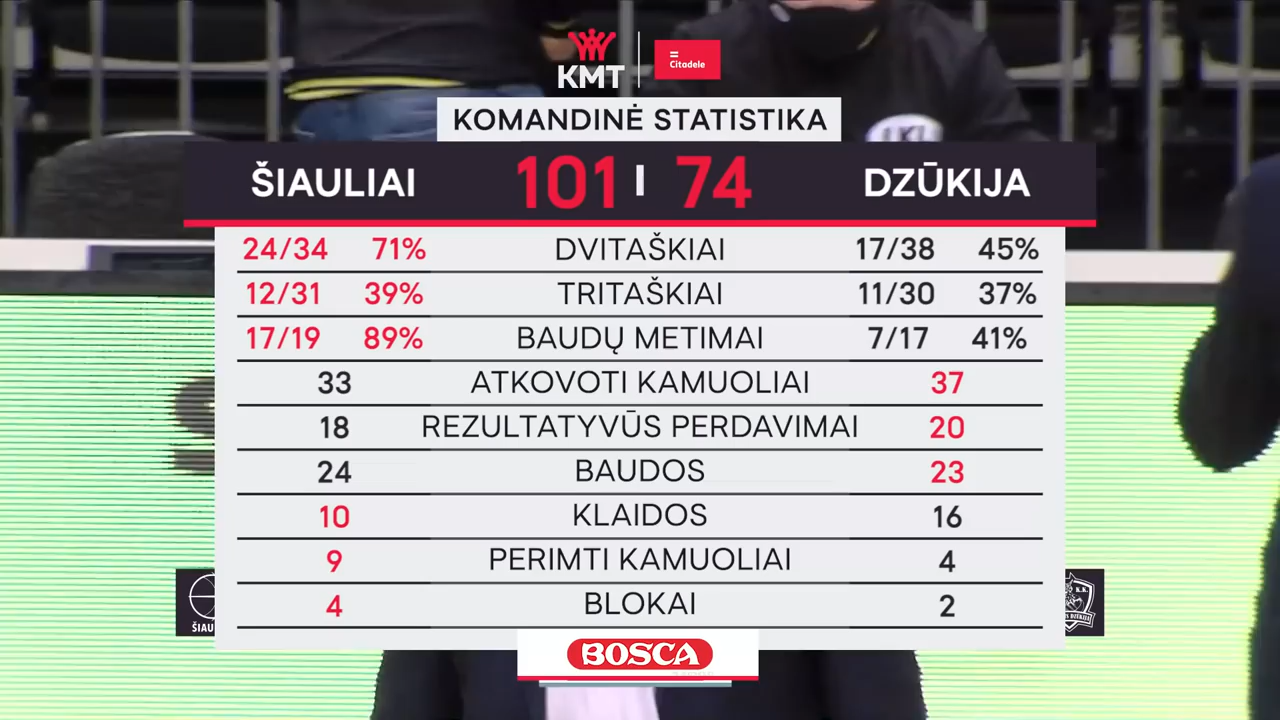 KMT
Citadele
KOMANDINĖ STATISTIKA
ŠIAULIAI 101 | 74 DZŪKIJA
24/34 71% DVITAŠKIAI 17/38 45%
12/31 39% TRITAŠKIAI 11/30 37%
17/19 89% BAUDŲ METIMAI 7/17 41%
33 ATKOVOTI KAMUOLIAI 37
18 REZULTATYVŪS PERDAVIMAI 20
24 BAUDOS 23
10 KLAIDOS 16
9 PERIMTI KAMUOLIAI 4
4 BLOKAI 2
ŠIAU
K.K.
DZŪKIJA
BOSCA